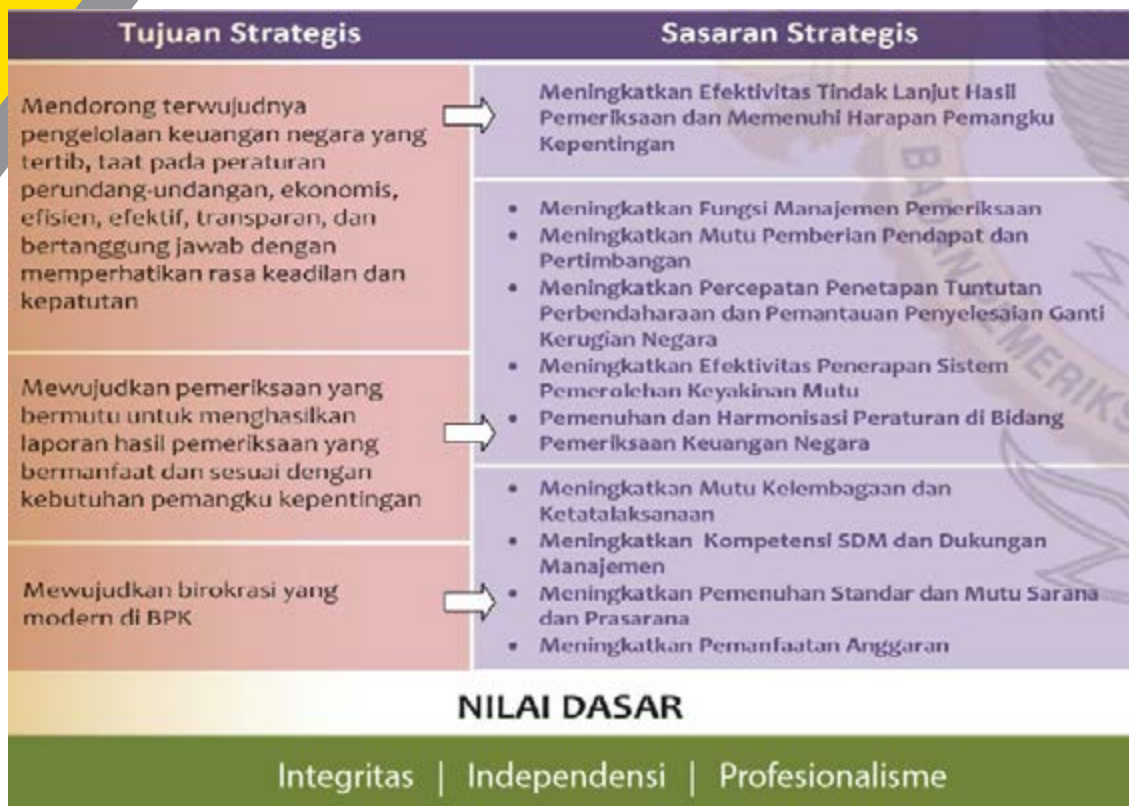 Tujuan Strategis
Sasaran Strategis
Mendorong terwujudnya
pengelolaan keuangan negara yang
tertib, taat pada peraturan
perundang-undangan, ekonomis,
efisien, efektif, transparan, dan
bertanggung jawab dengan
memperhatikan rasa keadilan dan
kepatutan
Meningkatkan Efektivitas Tindak Lanjut Hasil
Pemeriksaan dan Memenuhi Harapan Pemangku
Kepentingan
Mewujudkan pemeriksaan yang
bermutu untuk menghasilkan
laporan hasil pemeriksaan yang
bermanfaat dan sesuai dengan
kebutuhan pemangku kepentingan
• Meningkatkan Fungsi Manajemen Pemeriksaan
• Meningkatkan Mutu Pemberian Pendapat dan
Pertimbangan
• Meningkatkan Percepatan Penetapan Tuntutan
Perbendaharaan dan Pemantauan Penyelesaian Ganti
Kerugian Negara
• Meningkatkan Efektivitas Penerapan Sistem
Pemerolehan Keyakinan Mutu
• Pemenuhan dan Harmonisasi Peraturan di Bidang
Pemeriksaan Keuangan Negara
Mewujudkan birokrasi yang
modern di BPK
• Meningkatkan Mutu Kelembagaan dan
Ketatalaksanaan
• Meningkatkan Kompetensi SDM dan Dukungan
Manajemen
• Meningkatkan Pemenuhan Standar dan Mutu Sarana
dan Prasarana
• Meningkatkan Pemanfaatan Anggaran
BADAN PEMERIKS
NILAI DASAR
Integritas | Independensi | Profesionalisme